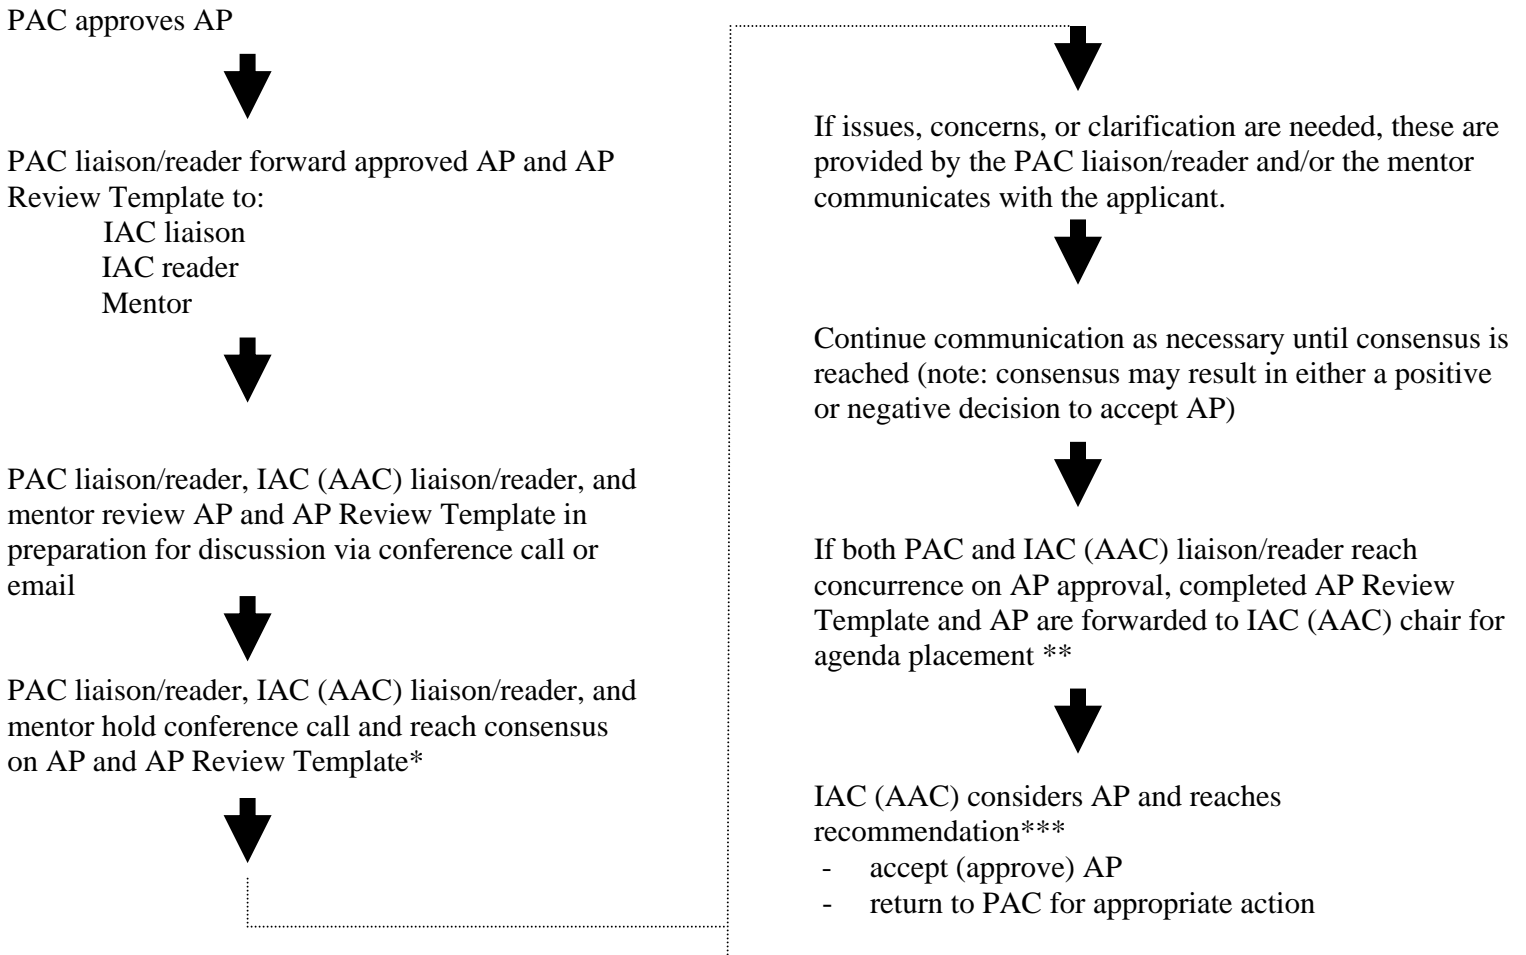 PAC approves AP
PAC liaison/reader forward approved AP and AP
Review Template to:
IAC liaison
IAC reader
Mentor
PAC liaison/reader, IAC (AAC) liaison/reader, and
mentor review AP and AP Review Template in
preparation for discussion via conference call or
email
PAC liaison/reader, IAC (AAC) liaison/reader, and
mentor hold conference call and reach consensus
on AP and AP Review Template*
If issues, concerns, or clarification are needed, these are
provided by the PAC liaison/reader and/or the mentor
communicates with the applicant.
Continue communication as necessary until consensus is
reached (note: consensus may result in either a positive
or negative decision to accept AP)
If both PAC and IAC (AAC) liaison/reader reach
concurrence on AP approval, completed AP Review
Template and AP are forwarded to IAC (AAC) chair for
agenda placement **
IAC (AAC) considers AP and reaches
recommendation***
- accept (approve) AP
- return to PAC for appropriate action